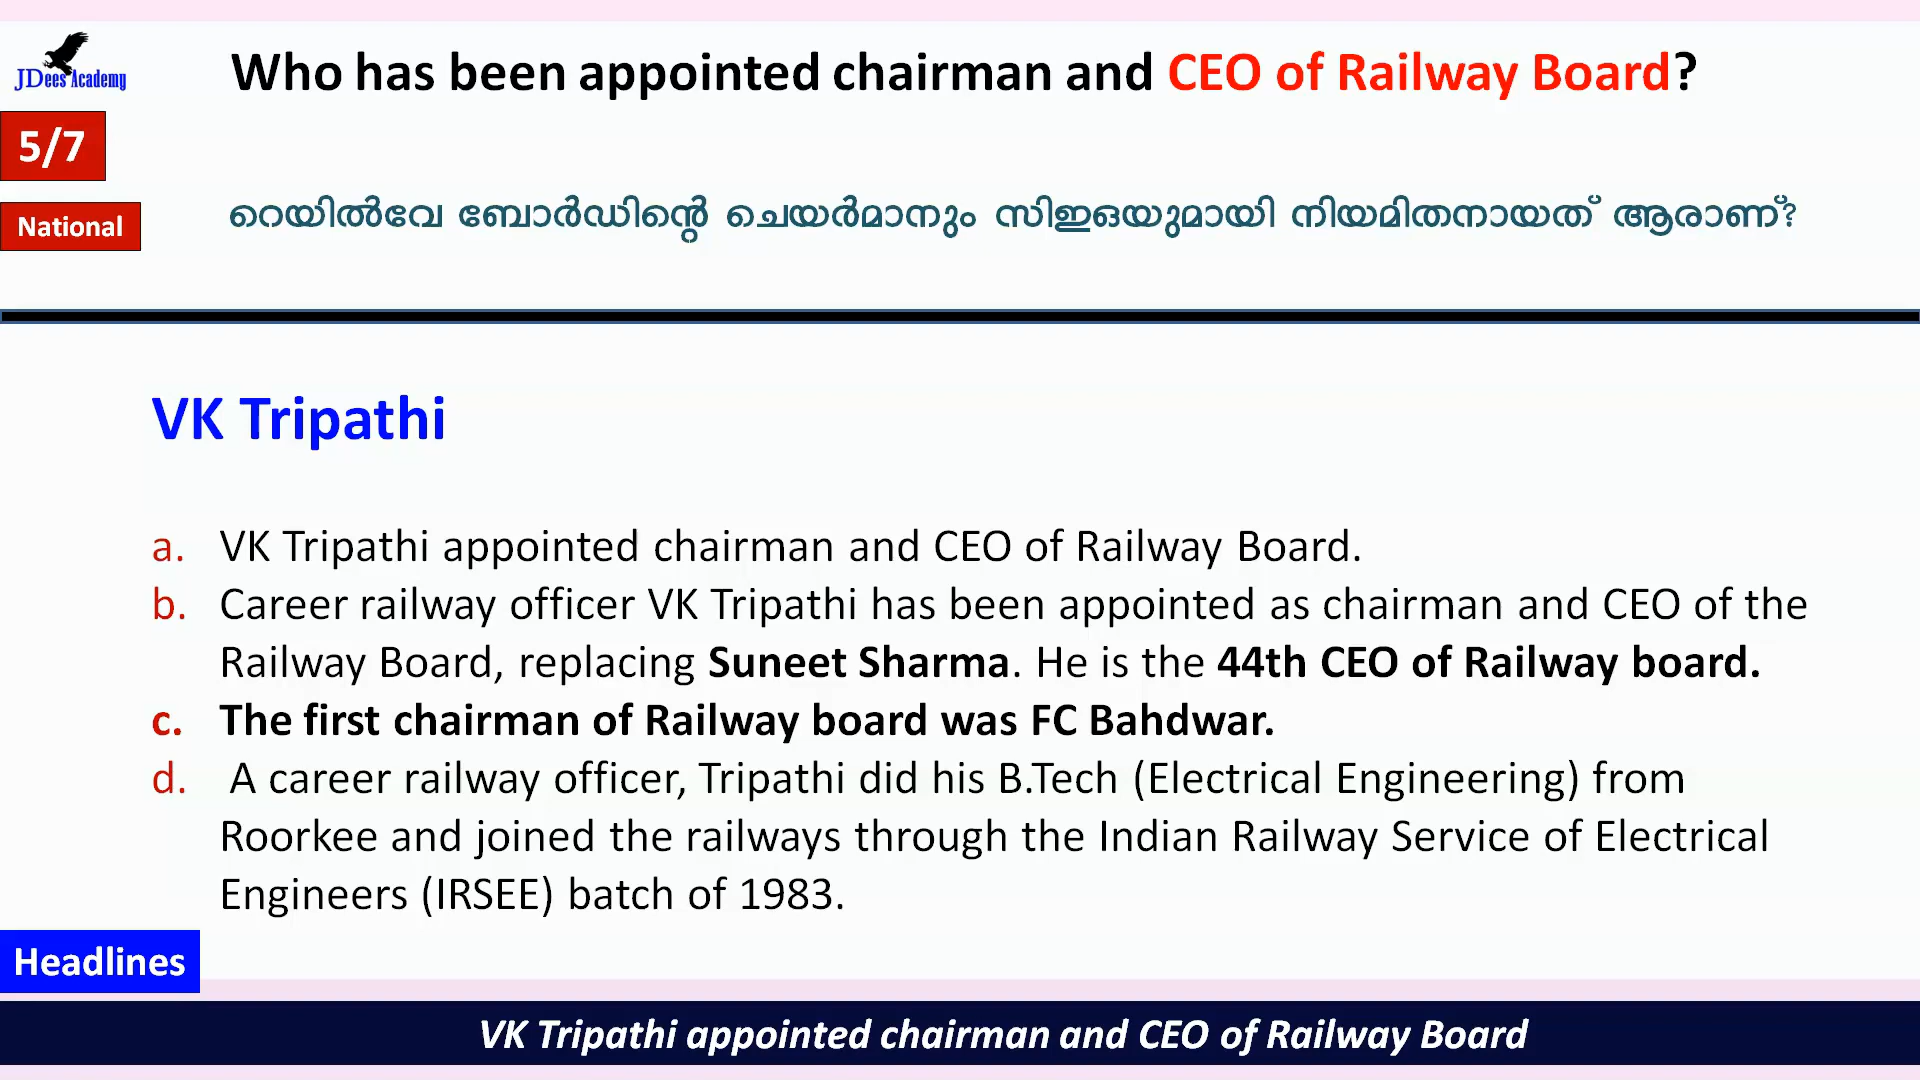 JDees Academy
Who has been appointed chairman and CEO of Railway Board?
5/7
National
റെയിൽവേ ബോർഡിന്റെ ചെയർമാനും സിഇഒയുമായി നിയമിതനായത് ആരാണ്?
VK Tripathi
a. VK Tripathi appointed chairman and CEO of Railway Board.
b. Career railway officer VK Tripathi has been appointed as chairman and CEO of the
Railway Board, replacing Suneet Sharma. He is the 44th CEO of Railway board.
c. The first chairman of Railway board was FC Bahdwar.
d. A career railway officer, Tripathi did his B.Tech (Electrical Engineering) from
Roorkee and joined the railways through the Indian Railway Service of Electrical
Engineers (IRSEE) batch of 1983.
Headlines
VK Tripathi appointed chairman and CEO of Railway Board